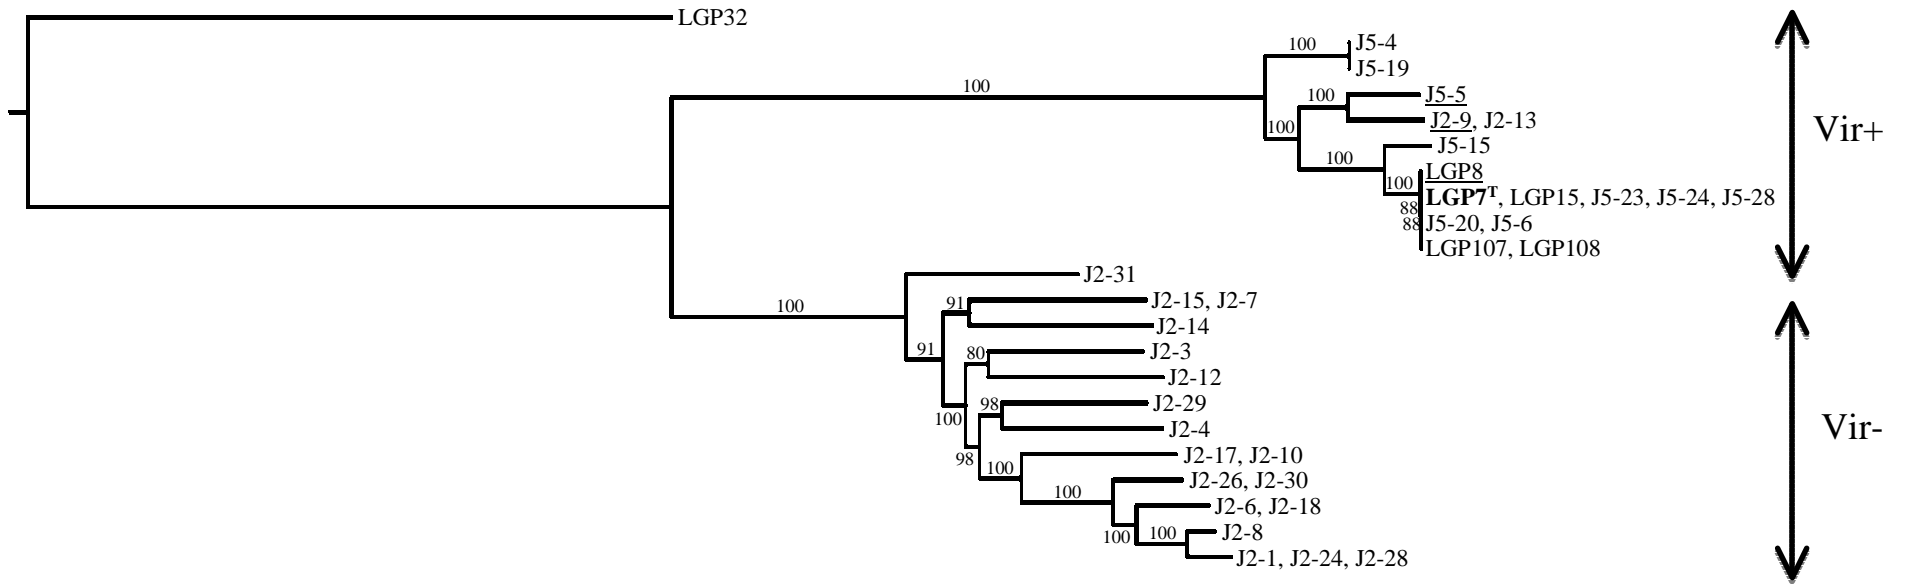 LGP32
100
J5-4
J5-19
100
100
J5-5
J2-9, J2-13
100
Vir+
J5-15
100
LGP8
100
LGP7ᵀ, LGP15, J5-23, J5-24, J5-28
88
J5-20, J5-6
88
LGP107, LGP108
J2-31
100
91
J2-15, J2-7
J2-14
91
80
J2-3
J2-12
98
J2-29
100
J2-4
Vir-
98
100
J2-17, J2-10
100
J2-26, J2-30
J2-6, J2-18
100
100
J2-8
J2-1, J2-24, J2-28